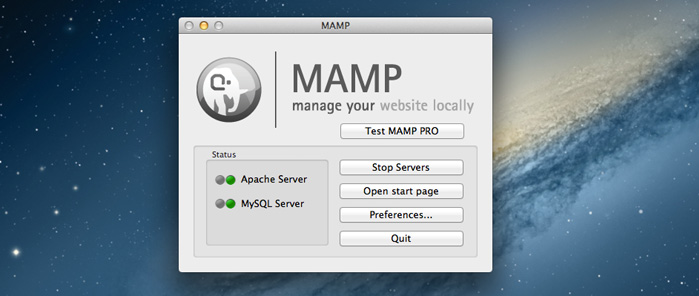 MAMP
MAMP
manage your website locally
Test MAMP PRO
Status
Apache Server
MySQL Server
Stop Servers
Open start page
Preferences...
Quit